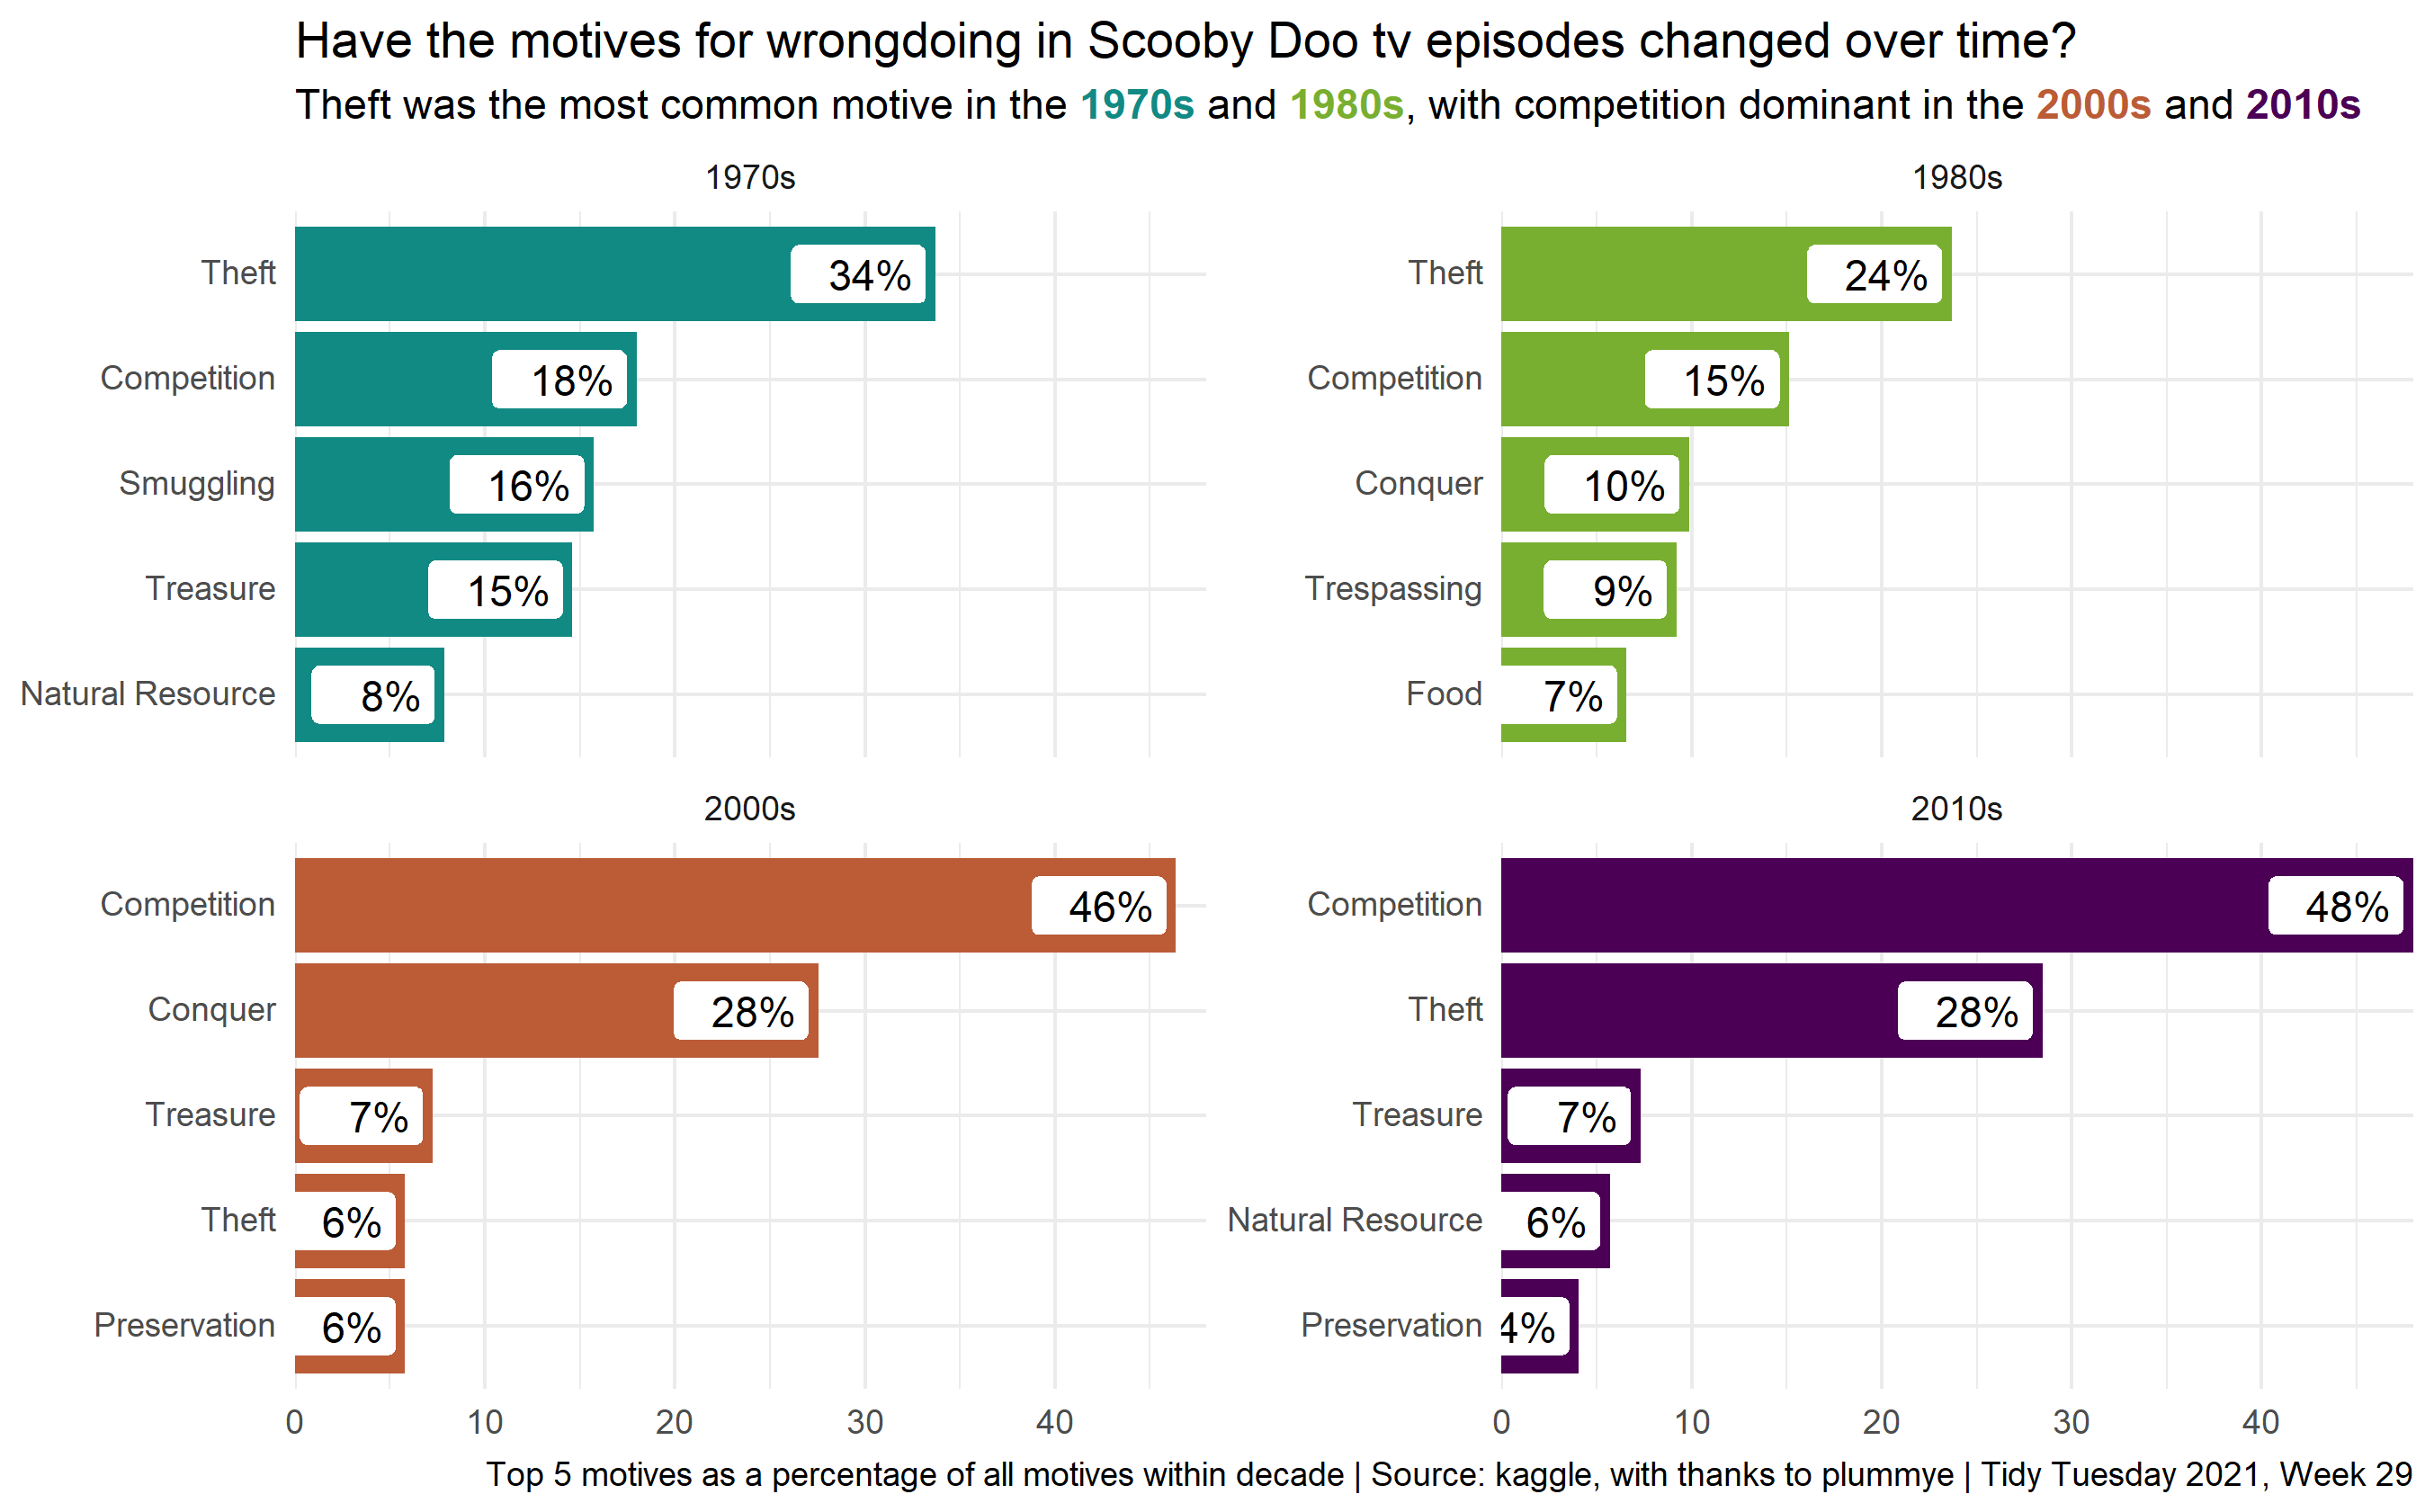 Have the motives for wrongdoing in Scooby Doo tv episodes changed over time?
Theft was the most common motive in the 1970s and 1980s, with competition dominant in the 2000s and 2010s
1970s
Theft 34%
Competition 18%
Smuggling 16%
Treasure 15%
Natural Resource 8%
1980s
Theft 24%
Competition 15%
Conquer 10%
Trespassing 9%
Food 7%
2000s
Competition 46%
Conquer 28%
Treasure 7%
Theft 6%
Preservation 6%
0 10 20 30 40
2010s
Competition 48%
Theft 28%
Treasure 7%
Natural Resource 6%
Preservation 4%
0 10 20 30 40
Top 5 motives as a percentage of all motives within decade | Source: kaggle, with thanks to plummye | Tidy Tuesday 2021, Week 29